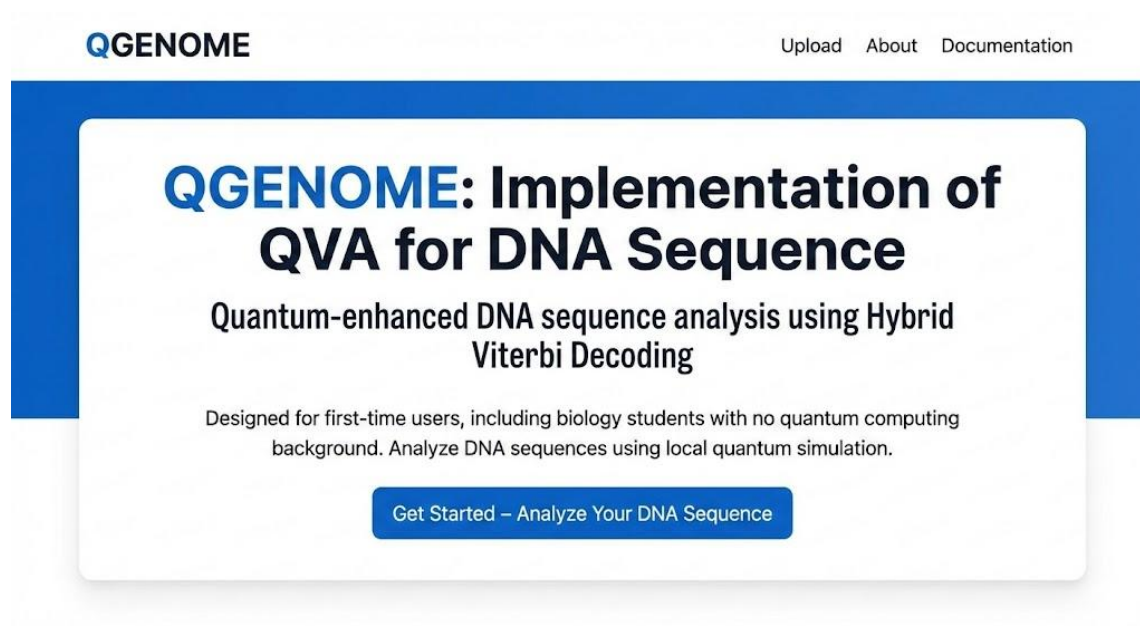 QGENOME
Upload About Documentation
QGENOME: Implementation of
QVA for DNA Sequence
Quantum-enhanced DNA sequence analysis using Hybrid
Viterbi Decoding
Designed for first-time users, including biology students with no quantum computing
background. Analyze DNA sequences using local quantum simulation.
Get Started – Analyze Your DNA Sequence